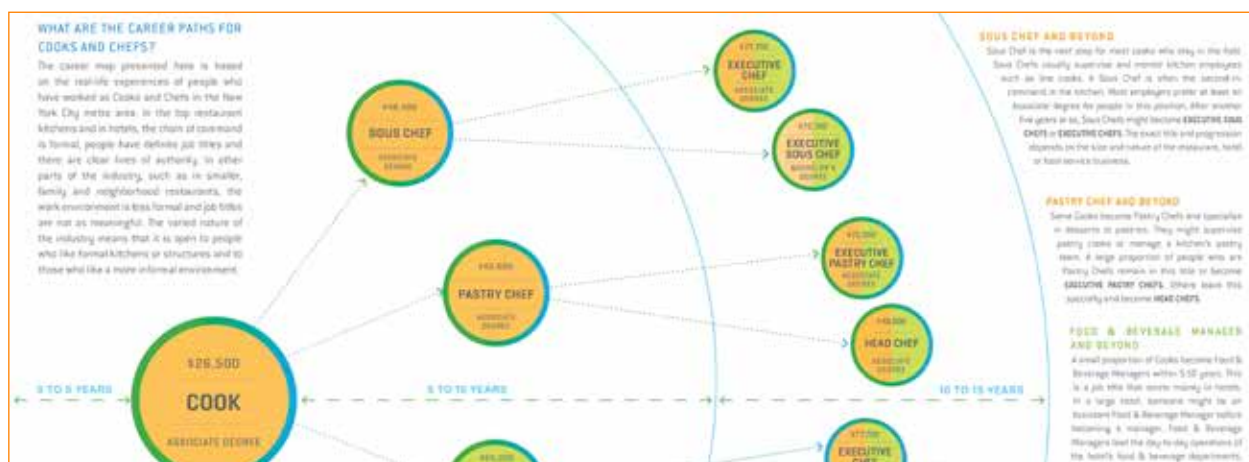 WHAT ARE THE CAREER PATHS FOR
COOKS AND CHEFS?
The career map presented here is based
on the real-life experiences of people who
have worked as Cooks and Chefs in the New
York City metro area. In the top restaurant
kitchens and in hotels, the chain of command
is formal, people have definite job titles and
there are clear lines of authority. In other
parts of the industry, such as in smaller,
family and neighborhood restaurants, the
work environment is less formal and job titles
are not as meaningful. The varied nature of
the industry means that it is open to people
who like formal kitchens or structures and to
those who like a more informal environment.
SOUS CHEF
ASSOCIATE
DEGREE
EXECUTIVE
CHEF
ASSOCIATE
DEGREE
EXECUTIVE
SOUS CHEF
BACHELOR'S
DEGREE
PASTRY CHEF
ASSOCIATE
DEGREE
EXECUTIVE
PASTRY CHEF
ASSOCIATE
DEGREE
HEAD CHEF
ASSOCIATE
DEGREE
$26,500
COOK
ASSOCIATE DEGREE
YEARS
5 TO 10 YEARS
10 TO 15 YEARS
EXECUTIVE
CHEF
SOUS CHEF AND BEYOND
Sous Chef is the next step for most cooks who stay in the field.
Sous Chefs usually supervise and mentor kitchen employees
such as line cooks. A Sous Chef is often the second-in-
command in the kitchen. Most employers prefer at least an
Associate degree for people in this position. After another
five years or so, Sous Chefs might become EXECUTIVE SOUS
CHEFS or EXECUTIVE CHEFS. The exact title and progression
depends on the size and nature of the restaurant, hotel
or food service business.
PASTRY CHEF AND BEYOND
Some Cooks become Pastry Chefs and specialize
in desserts or pastries. They might supervise
pastry cooks or manage a kitchen's pastry
team. A large proportion of people who are
Pastry Chefs remain in this title or become
EXECUTIVE PASTRY CHEFS. Others leave this
specialty and become HEAD CHEFS.
FOOD & BEVERAGE MANAGER
AND BEYOND
A small proportion of Cooks become Food &
Beverage Managers within 5-10 years. This
is a job title that exists mainly in hotels.
In a large hotel, someone might be an
Assistant Food & Beverage Manager before
becoming a manager. Food & Beverage
Managers lead the day-to-day operations of
the hotel's food & beverage departments,